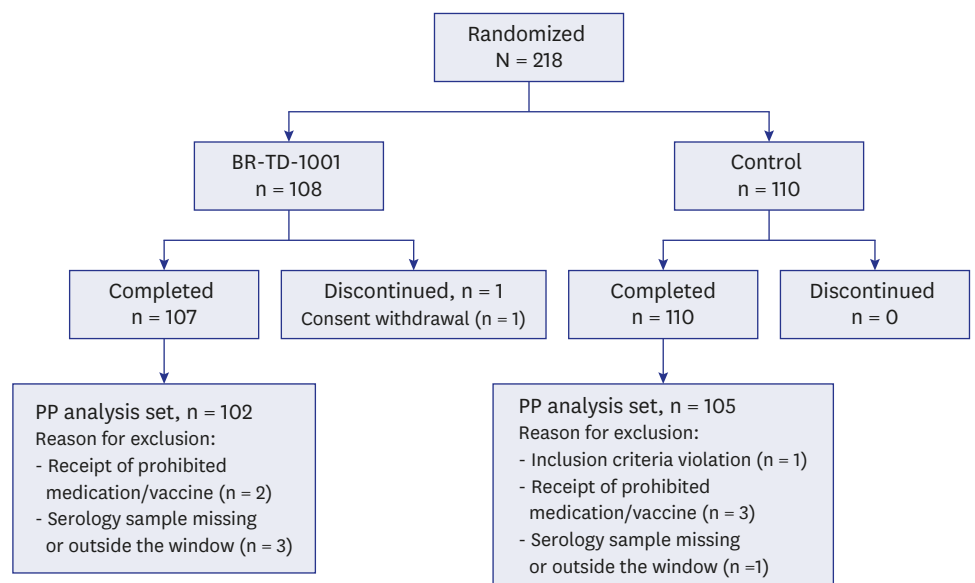 Randomized
N = 218
BR-TD-1001
n = 108
Control
n = 110
Completed
n = 107
Discontinued, n = 1
Consent withdrawal (n = 1)
Completed
n = 110
Discontinued
n = 0
PP analysis set, n = 102
Reason for exclusion:
- Receipt of prohibited
medication/vaccine (n = 2)
- Serology sample missing
or outside the window (n = 3)
PP analysis set, n = 105
Reason for exclusion:
- Inclusion criteria violation (n = 1)
- Receipt of prohibited
medication/vaccine (n = 3)
- Serology sample missing
or outside the window (n =1)